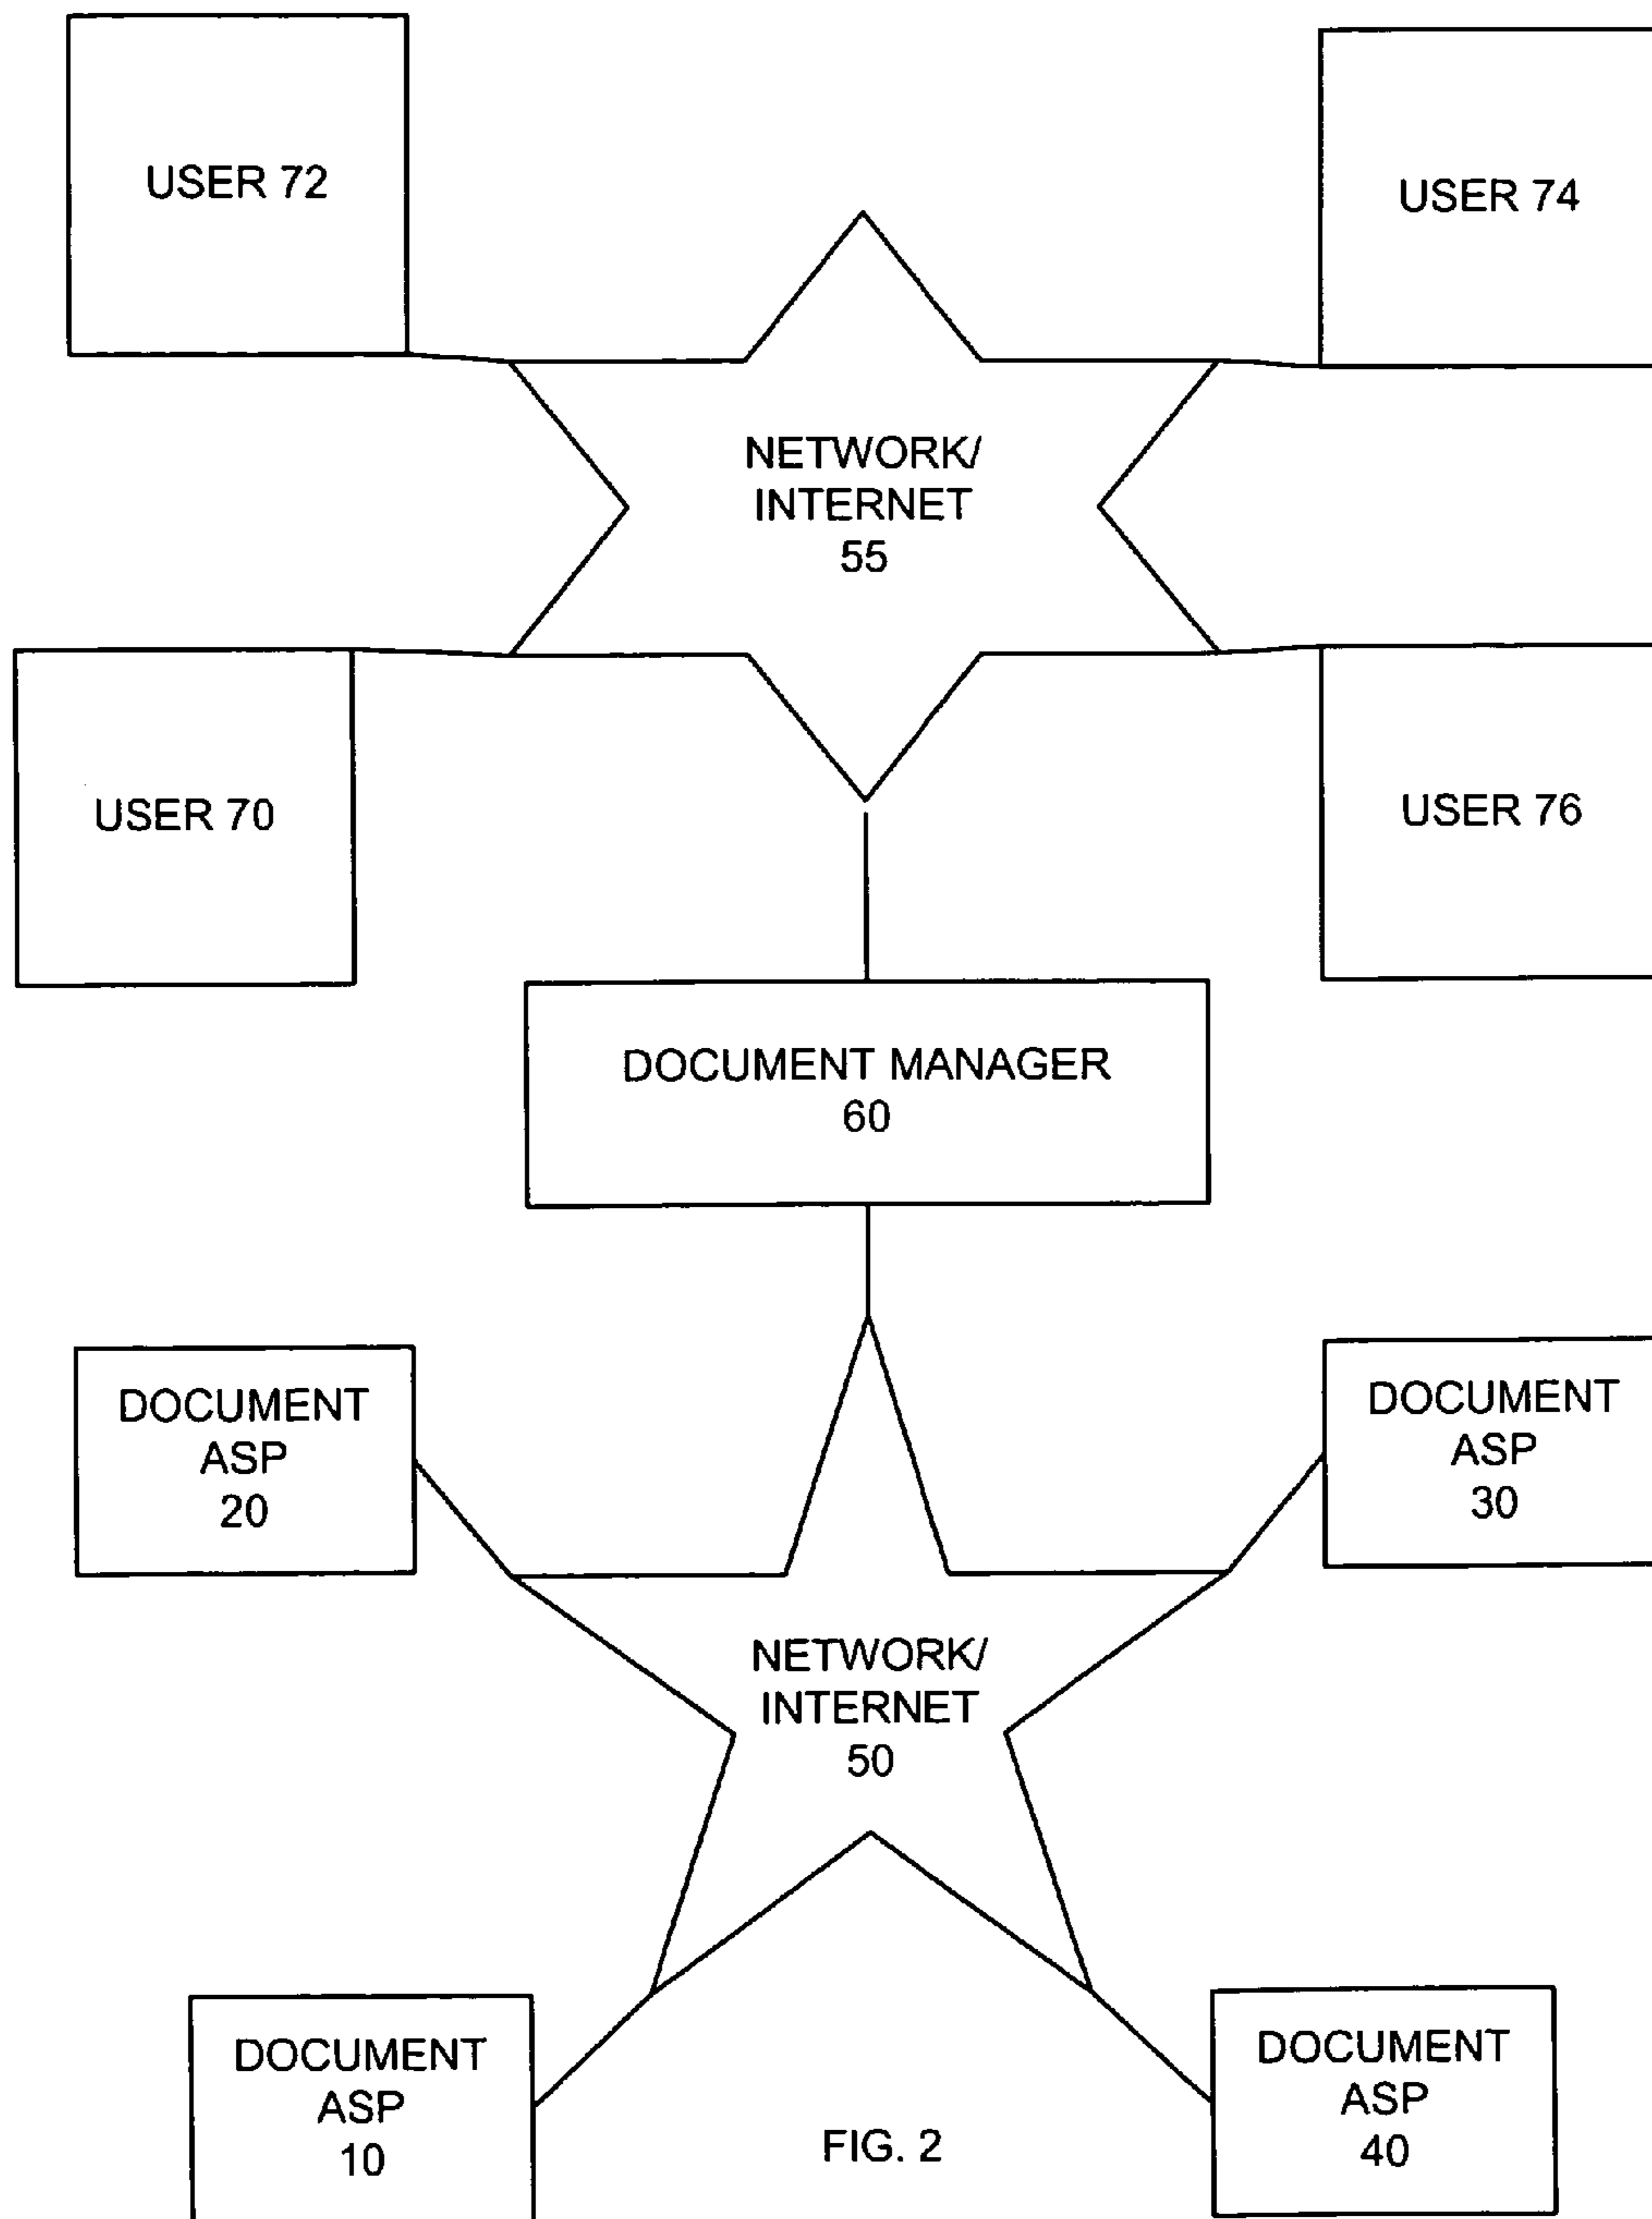 USER 72
USER 74
NETWORK/
INTERNET
55
USER 70
USER 76
DOCUMENT MANAGER
60
DOCUMENT
ASP
20
DOCUMENT
ASP
30
NETWORK/
INTERNET
50
DOCUMENT
ASP
10
DOCUMENT
ASP
40
FIG. 2